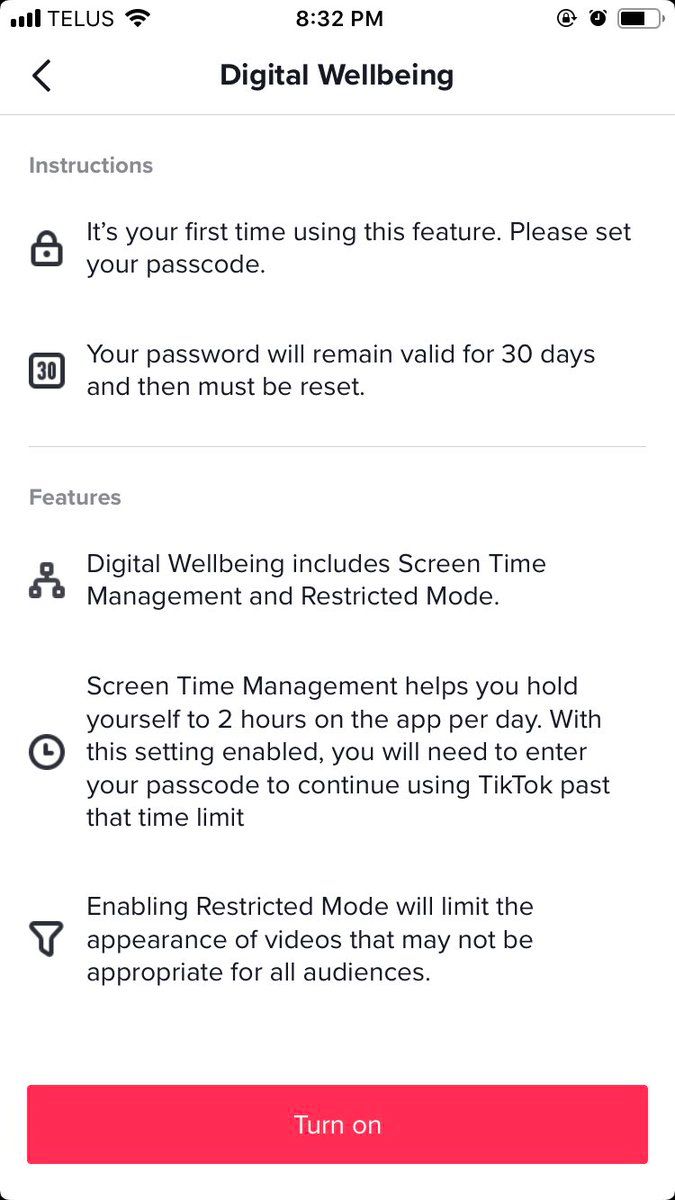 TELUS 8:32 PM
Digital Wellbeing
Instructions
It’s your first time using this feature. Please set
your passcode.
30
Your password will remain valid for 30 days
and then must be reset.
Features
Digital Wellbeing includes Screen Time
Management and Restricted Mode.
Screen Time Management helps you hold
yourself to 2 hours on the app per day. With
this setting enabled, you will need to enter
your passcode to continue using TikTok past
that time limit
Enabling Restricted Mode will limit the
appearance of videos that may not be
appropriate for all audiences.
Turn on